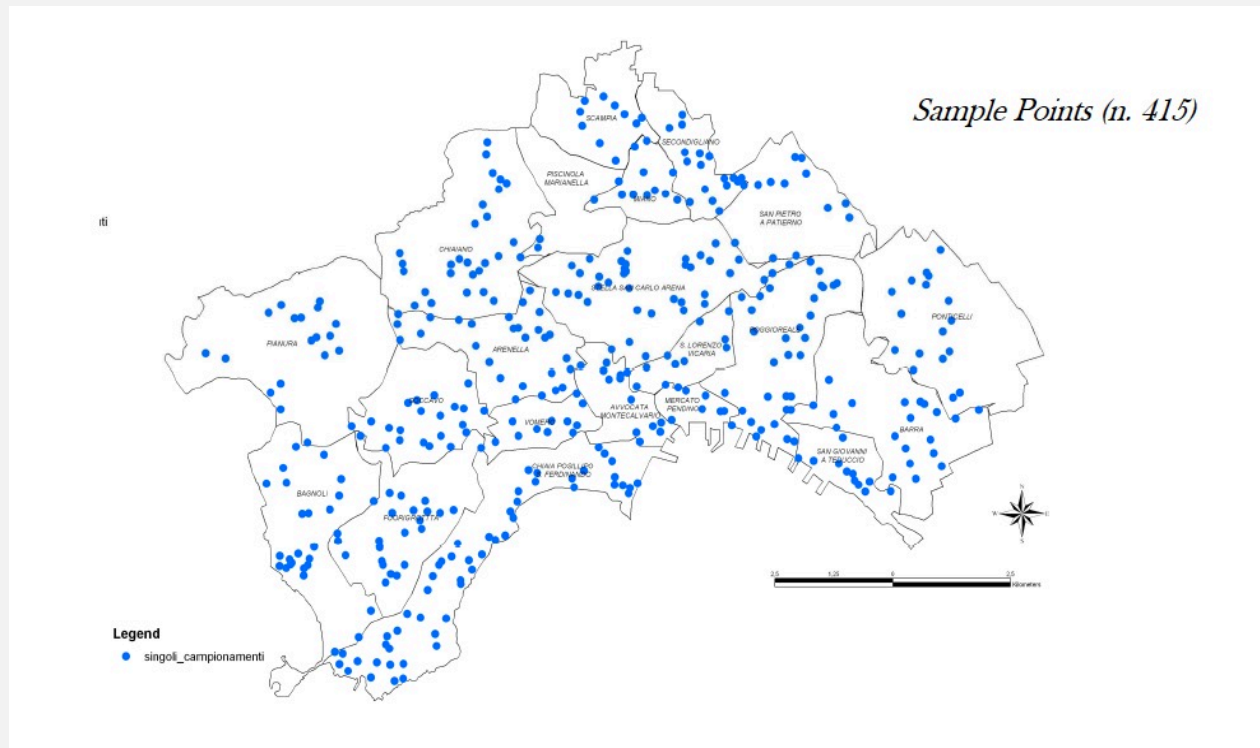 Sample Points (n. 415)
SCAMPIA
SECONDIGLIANO
PISCINOLA
MARIANELLA
MIANO
SAN PIETRO
A PATIERNO
ıti
CHIAIANO
STELLA SAN CARLO ARENA
PONTICELLI
POGGIOREALE
PIANURA
ARENELLA
S. LORENZO
VICARIA
SOCCAVO
AVVOCATA
MONTECALVARIO
MERCATO
PENDINO
VOMERO
BARRA
SAN GIOVANNI
A TEDUCCIO
CHIAIA POSILLIPO
S. FERDINANDO
BAGNOLI
FUORIGROTTA
N
W
E
S
2,5 1,25 0 2,5
Kilometers
Legend
singoli_campionamenti